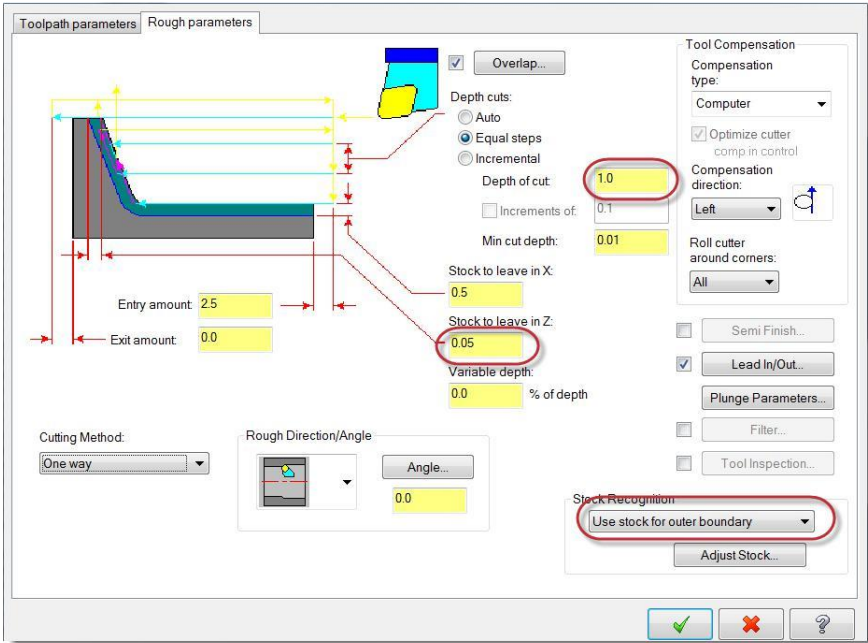 Toolpath parameters
Rough parameters
Overlap...
Depth cuts:
Auto
Equal steps
Incremental
Depth of cut:
1.0
Increments of:
0.1
Min cut depth:
0.01
Stock to leave in X:
0.5
Stock to leave in Z:
0.05
Variable depth:
0.0
% of depth
Entry amount:
2.5
Exit amount:
0.0
Tool Compensation
Compensation
type:
Computer
Optimize cutter
comp in control
Compensation
direction:
Left
Roll cutter
around corners:
All
Semi Finish...
Lead In/Out...
Plunge Parameters...
Filter...
Tool Inspection...
Cutting Method:
One way
Rough Direction/Angle
Angle...
0.0
Stock Recognition
Use stock for outer boundary
Adjust Stock...
?